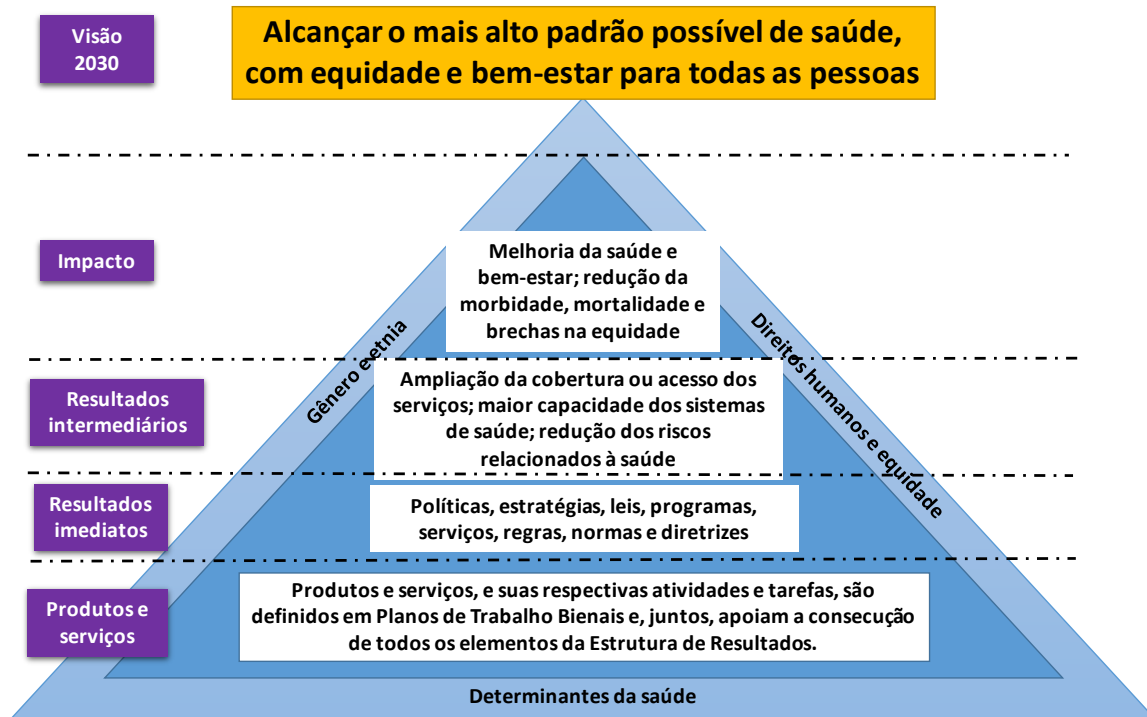 Visão
2030
Alcançar o mais alto padrão possível de saúde,
com equidade e bem-estar para todas as pessoas
Impacto
Melhoria da saúde e
bem-estar; redução da
morbidade, mortalidade e
brechas na equidade
Gênero e etnia
Direitos humanos e equidade
Resultados
intermediários
Ampliação da cobertura ou acesso dos
serviços; maior capacidade dos sistemas
de saúde; redução dos riscos
relacionados à saúde
Resultados
imediatos
Políticas, estratégias, leis, programas,
serviços, regras, normas e diretrizes
Produtos e
serviços
Produtos e serviços, e suas respectivas atividades e tarefas, são
definidos em Planos de Trabalho Bienais e, juntos, apoiam a consecução
de todos os elementos da Estrutura de Resultados.
Determinantes da saúde